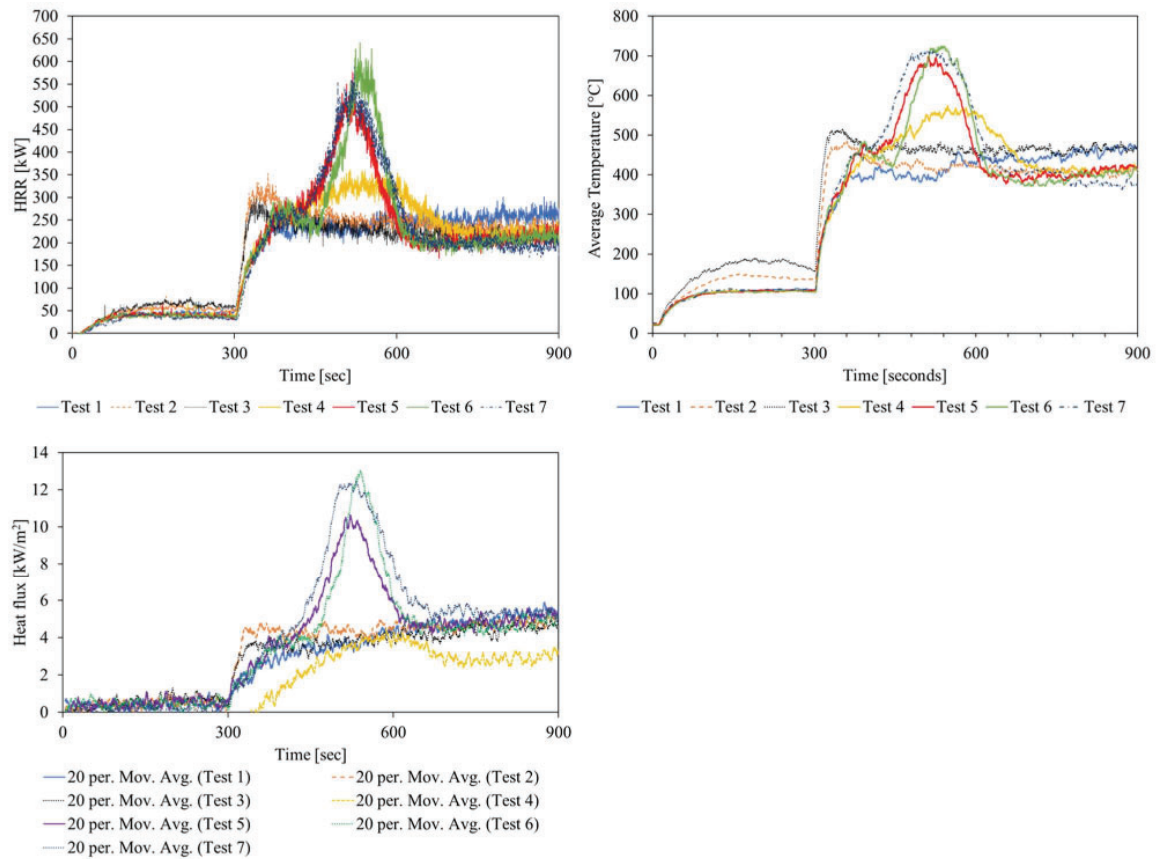 700
650
600
550
500
450
400
350
300
250
200
150
100
50
0
HRR [kW]
0 300 600 900
Time [sec]
Test 1 Test 2 Test 3 Test 4 Test 5 Test 6 Test 7
800
700
600
500
400
300
200
100
0
Average Temperature [°C]
0 300 600 900
Time [seconds]
Test 1 Test 2 Test 3 Test 4 Test 5 Test 6 Test 7
14
12
10
8
6
4
2
0
Heat flux [kW/m²]
0 300 600 900
Time [sec]
20 per. Mov. Avg. (Test 1) 20 per. Mov. Avg. (Test 2)
20 per. Mov. Avg. (Test 3) 20 per. Mov. Avg. (Test 4)
20 per. Mov. Avg. (Test 5) 20 per. Mov. Avg. (Test 6)
20 per. Mov. Avg. (Test 7)